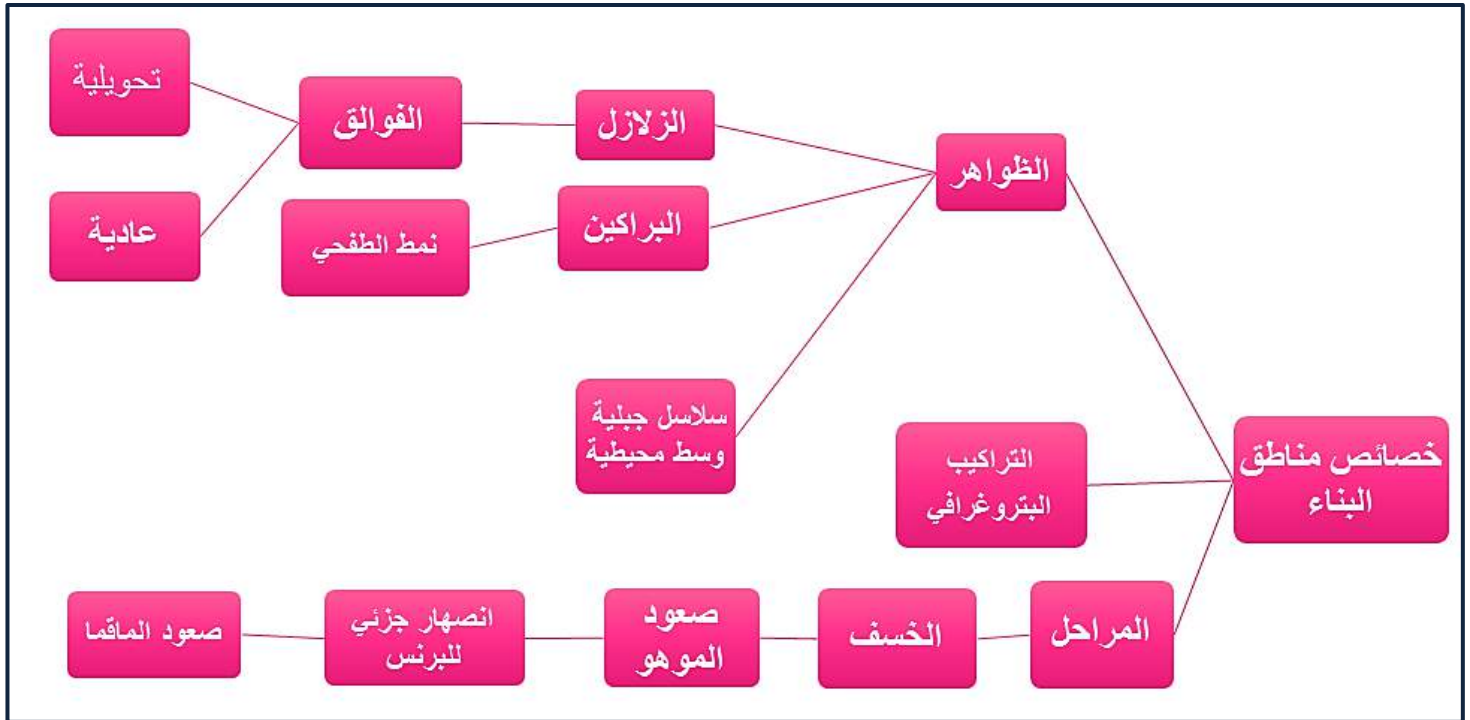 خصائص مناطق
البناء
الظواهر
الزلازل
الفوالق
تحويلية
عادية
البراكين
نمط الطفحي
سلاسل جبلية
وسط محيطية
التراكيب
البتروغرافي
المراحل
الخسف
صعود
الموهو
انصهار جزئي
للبرنس
صعود الماقما